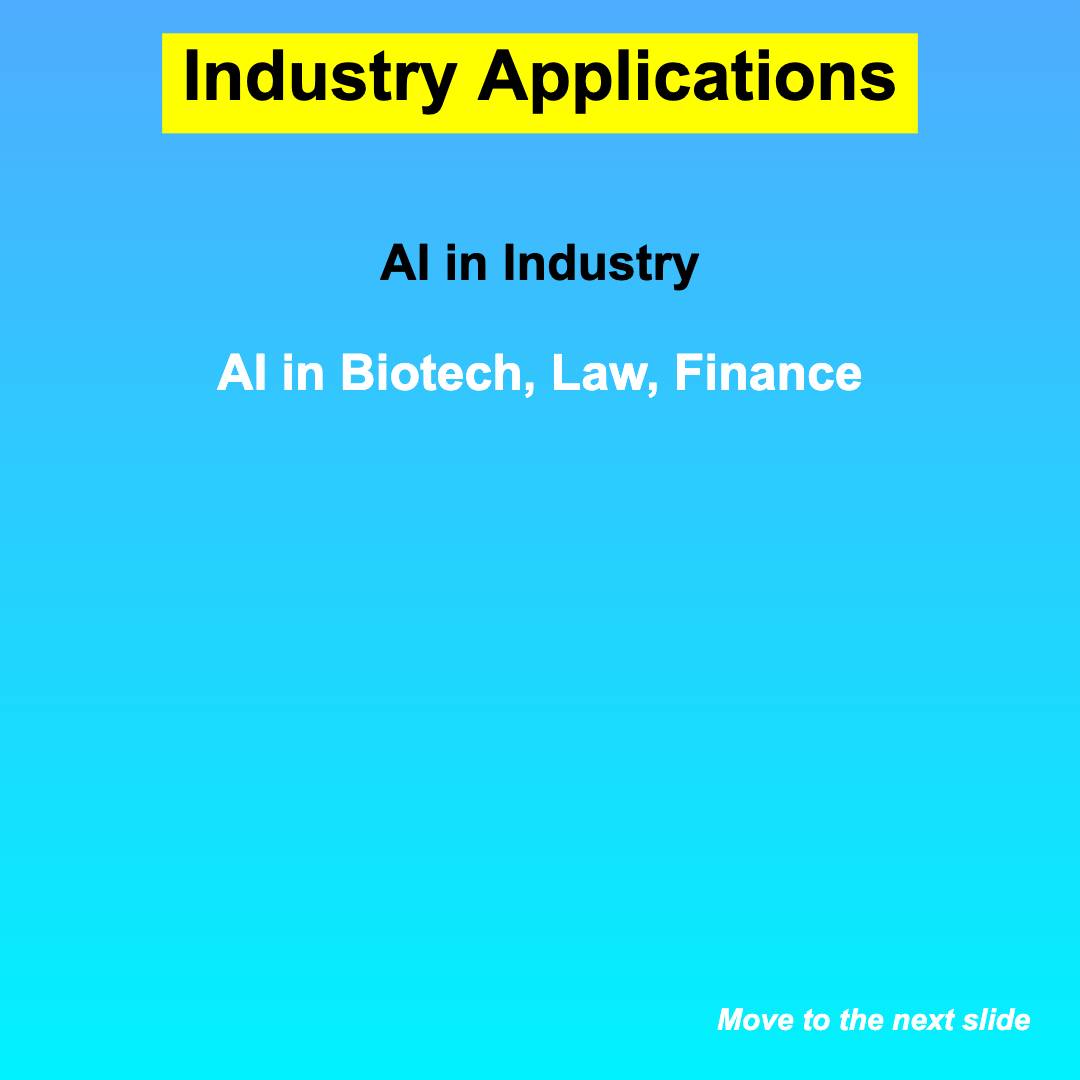 Industry Applications
AI in Industry
AI in Biotech, Law, Finance
Move to the next slide